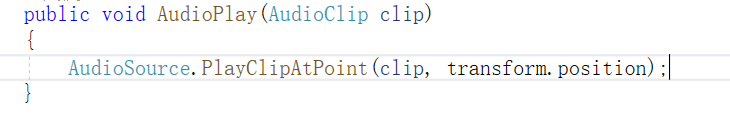 public void AudioPlay(AudioClip clip)
{
AudioSource.PlayClipAtPoint(clip, transform.position);
}